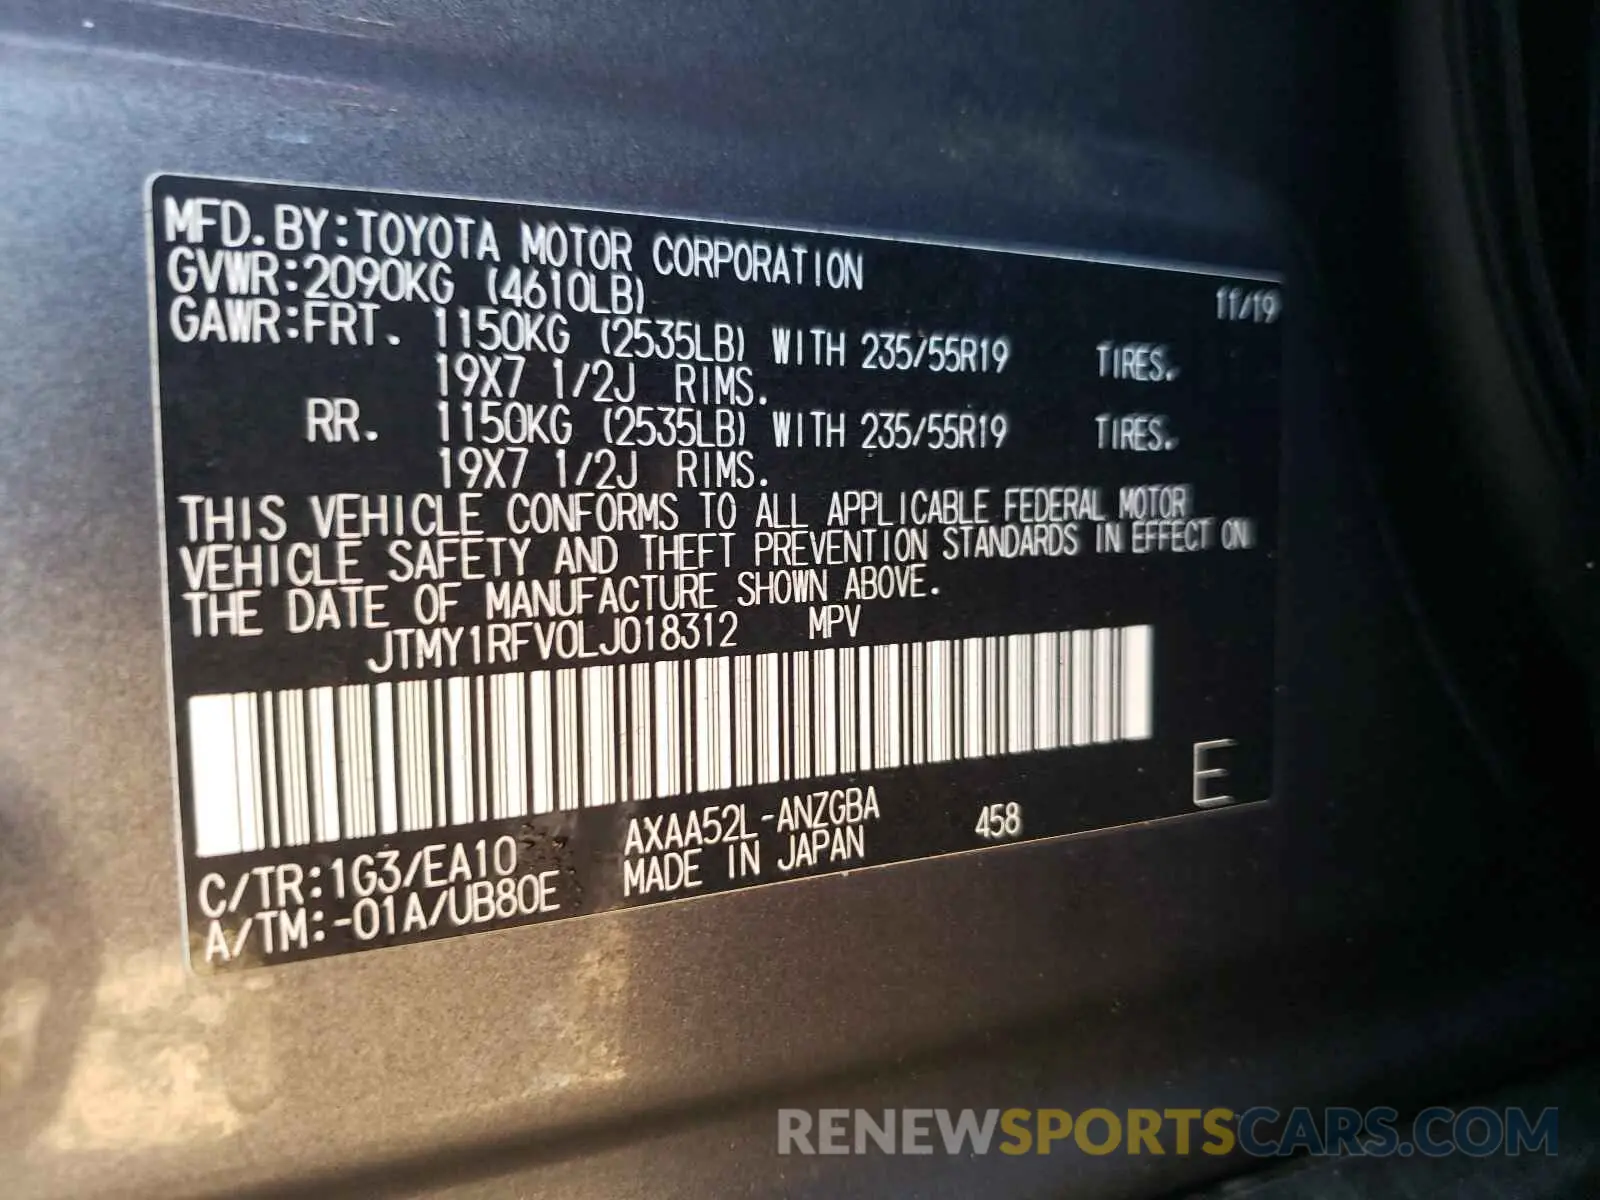 MFD. BY: TOYOTA MOTOR CORPORATION
GVWR: 2090KG (4610LB) 11/19
GAWR: FRT. 1150KG (2535LB) WITH 235/55R19 TIRES.
19X7 1/2J RIMS.
RR. 1150KG (2535LB) WITH 235/55R19 TIRES.
19X7 1/2J RIMS.
THIS VEHICLE CONFORMS TO ALL APPLICABLE FEDERAL MOTOR
VEHICLE SAFETY AND THEFT PREVENTION STANDARDS IN EFFECT ON
THE DATE OF MANUFACTURE SHOWN ABOVE.
JTMY1RFV0LJ018312 MPV
E
C/TR: 1G3/EA10 AXAA52L-ANZGBA 458
A/TM: -01A/UB80E MADE IN JAPAN
RENEWSPORTSCARS.COM